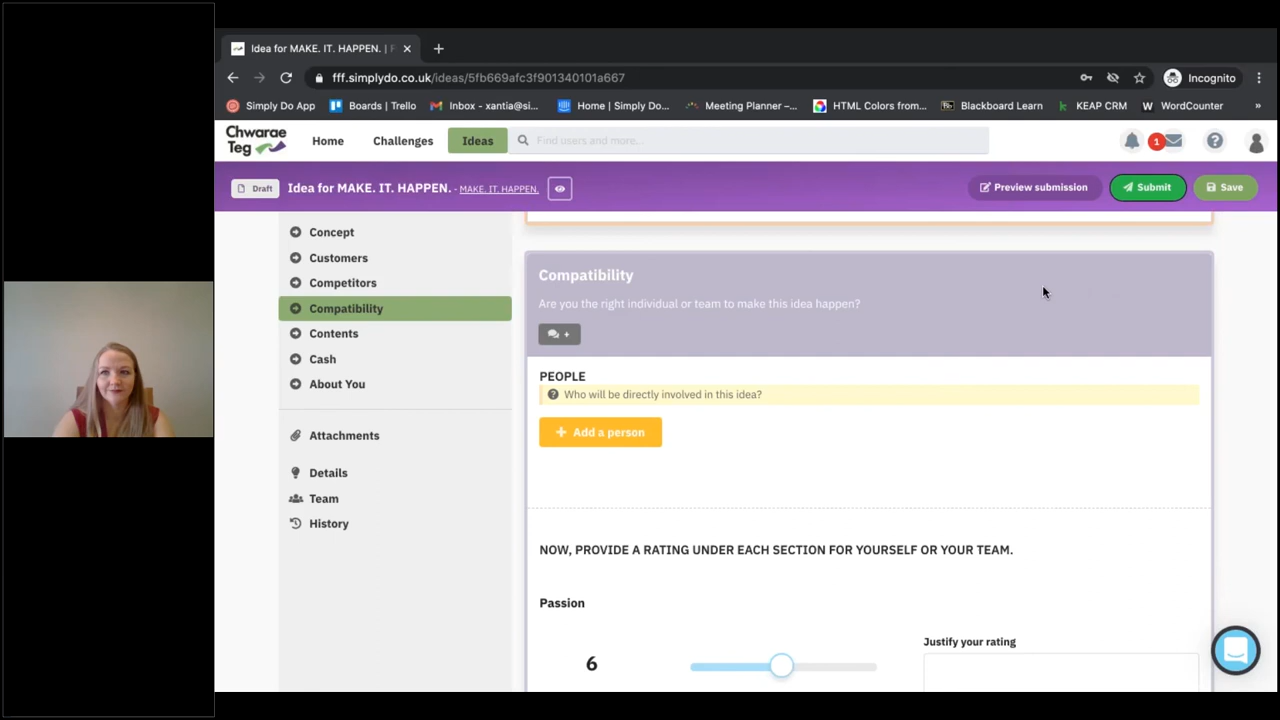 Idea for MAKE. IT. HAPPEN. | F
fff.simplydo.co.uk/ideas/5fb669afc3f901340101a667
Incognito
Simply Do App
Boards | Trello
Inbox - xantia@si...
Home | Simply Do...
Meeting Planner –...
HTML Colors from...
Bb
Blackboard Learn
KEAP CRM
W
WordCounter
»
Chwarae
Teg
Home
Challenges
Ideas
Find users and more...
1
Draft
Idea for MAKE. IT. HAPPEN. - MAKE. IT. HAPPEN.
Preview submission
Submit
Save
Concept
Customers
Competitors
Compatibility
Contents
Cash
About You
Attachments
Details
Team
History
Compatibility
Are you the right individual or team to make this idea happen?
+
PEOPLE
Who will be directly involved in this idea?
+ Add a person
NOW, PROVIDE A RATING UNDER EACH SECTION FOR YOURSELF OR YOUR TEAM.
Passion
Justify your rating
6